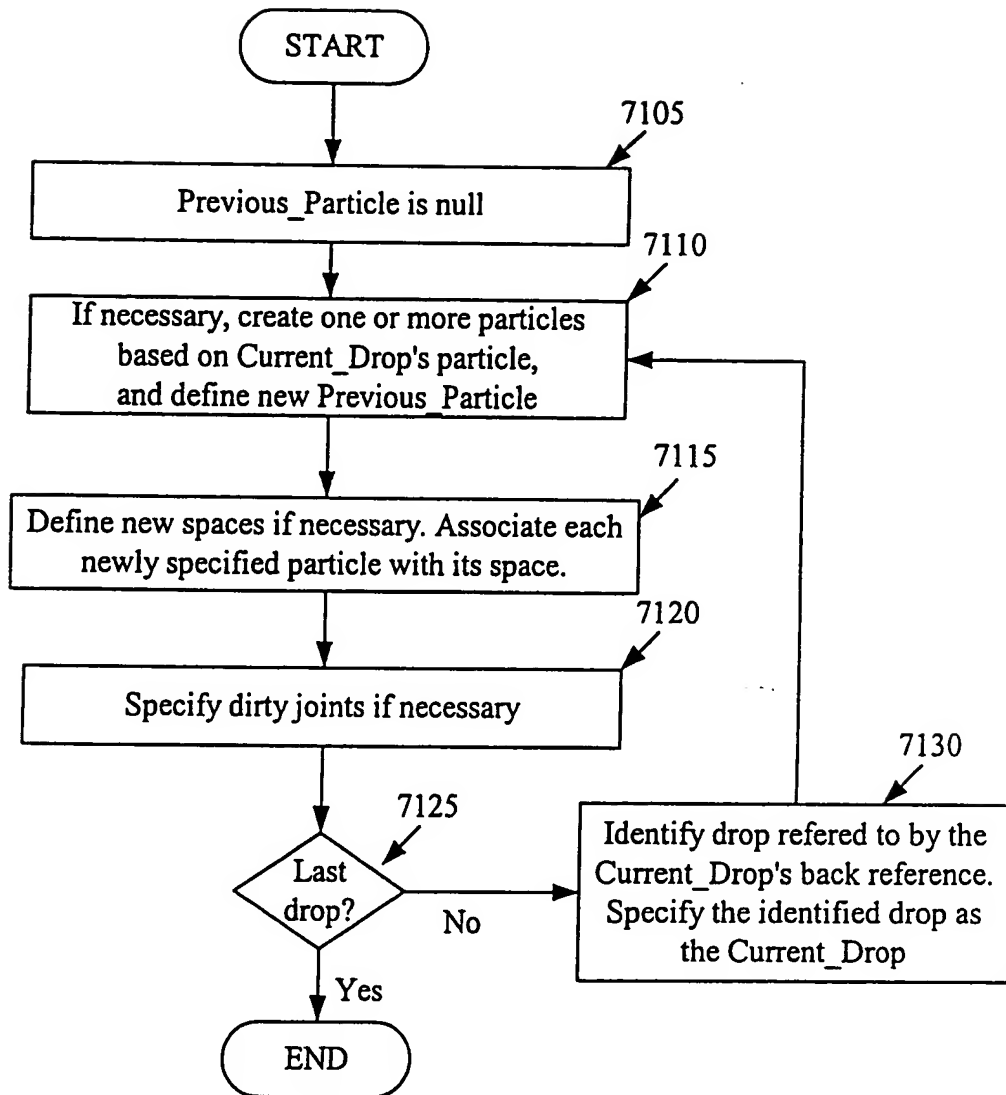 START
7105
Previous_Particle is null
7110
If necessary, create one or more particles
based on Current_Drop's particle,
and define new Previous_Particle
7115
Define new spaces if necessary. Associate each
newly specified particle with its space.
7120
Specify dirty joints if necessary
7125
Last
drop?
No
Yes
7130
Identify drop refered to by the
Current_Drop's back reference.
Specify the identified drop as
the Current_Drop
END